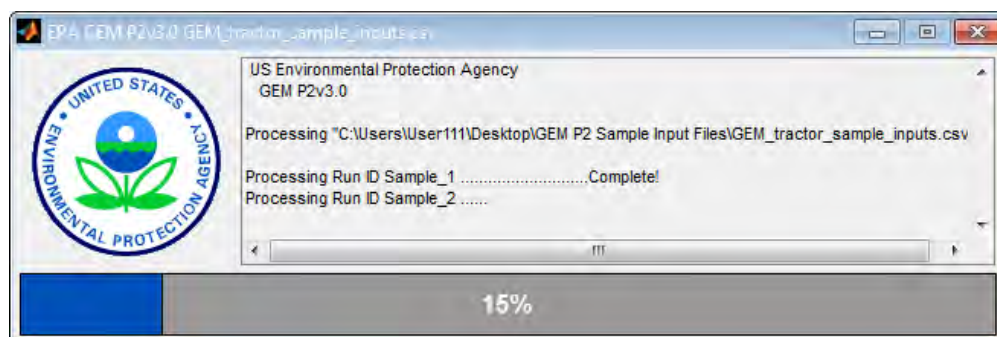 EPA GEM P2v3.0 GEM_tractor_sample_inputs.csv
US Environmental Protection Agency
GEM P2v3.0
Processing "C:\Users\User111\Desktop\GEM P2 Sample Input Files\GEM_tractor_sample_inputs.csv
Processing Run ID Sample_1 ............................Complete!
Processing Run ID Sample_2 ......
UNITED STATES
ENVIRONMENTAL PROTECTION AGENCY
15%